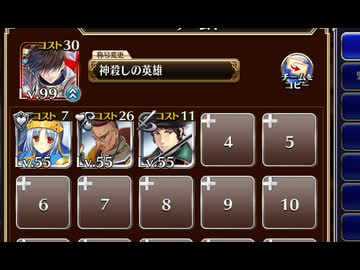 コスト30
Lv.99
称号変更
神殺しの英雄
チームを
コピー
コスト 7
コスト26
コスト11
Lv.55
Lv.55
Lv.55
4
5
6
7
8
9
10